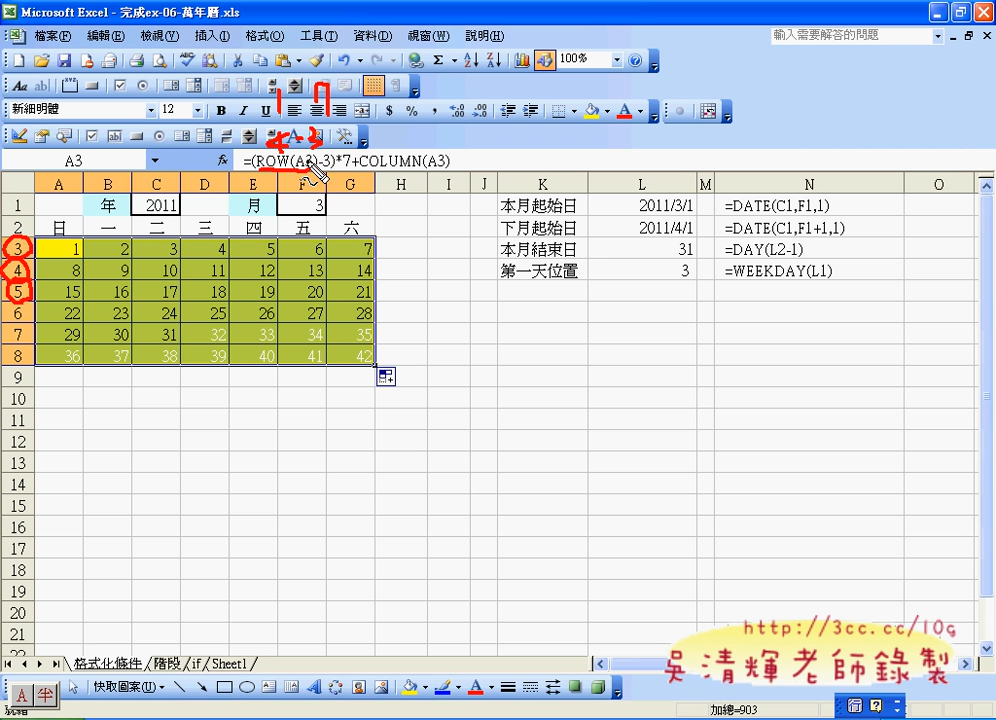 Microsoft Excel - 完成ex-06-萬年曆.xls
檔案(F) 編輯(E) 檢視(V) 插入(I) 格式(O) 工具(T) 資料(D) 視窗(W) 說明(H) 輸入需要解答的問題
100%
新細明體 12 B I U $ % ,
4-3
A3 fx =(ROW(A3)-3)*7+COLUMN(A3)
A B C D E F G H I J K L M N O
1 年 2011 月 3 本月起始日 2011/3/1 =DATE(C1,F1,1)
2 日 一 二 三 四 五 六 下月起始日 2011/4/1 =DATE(C1,F1+1,1)
3 1 2 3 4 5 6 7 本月結束日 31 =DAY(L2-1)
4 8 9 10 11 12 13 14 第一天位置 3 =WEEKDAY(L1)
5 15 16 17 18 19 20 21
6 22 23 24 25 26 27 28
7 29 30 31 32 33 34 35
8 36 37 38 39 40 41 42
9
10
11
12
13
14
15
16
17
18
19
20
21
http://3cc.cc/10g
吳清輝老師錄製
格式化條件 階段 if Sheet1
快取圖案(U)
A 半
就緒 加總=903